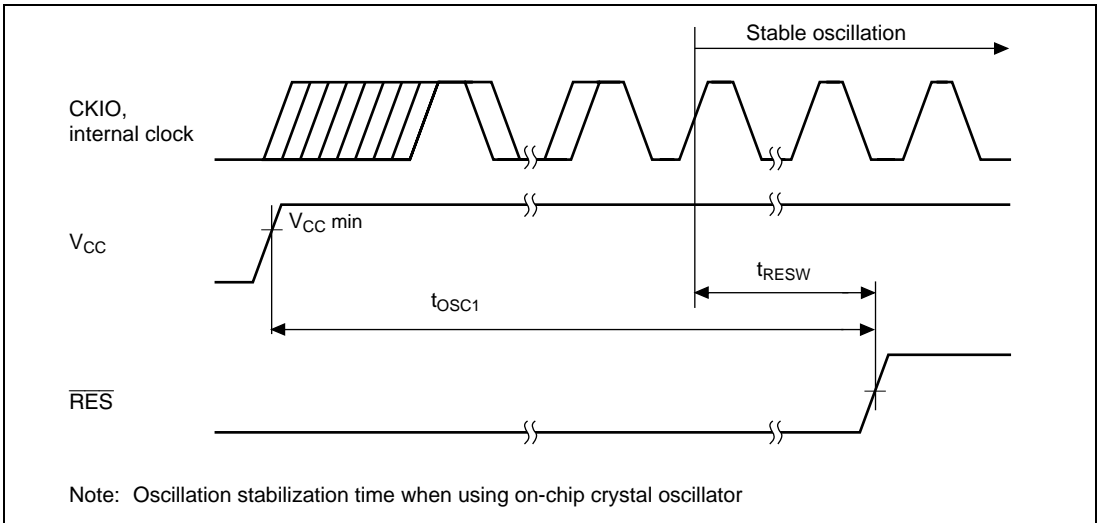 Stable oscillation
CKIO,
internal clock
VCC min
VCC
tRESW
tOSC1
RES
Note: Oscillation stabilization time when using on-chip crystal oscillator